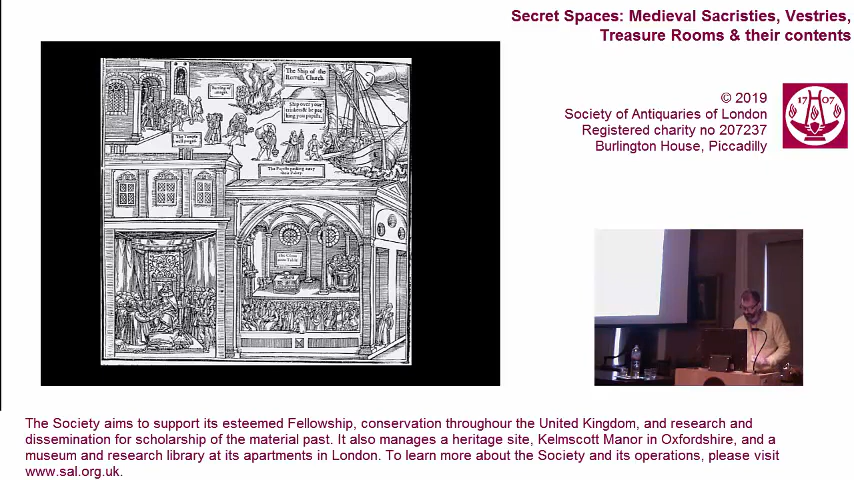 Secret Spaces: Medieval Sacristies, Vestries,
Treasure Rooms & their contents
© 2019
Society of Antiquaries of London
Registered charity no 207237
Burlington House, Piccadilly
17 07
The Ship of the
Romish Church.
Burning of
images.
Ship over your
trinkets & be pac
king you papists.
The Temple
well purged.
The Papists packing away
their Paltry.
The Communion
Table
The Society aims to support its esteemed Fellowship, conservation throughour the United Kingdom, and research and
dissemination for scholarship of the material past. It also manages a heritage site, Kelmscott Manor in Oxfordshire, and a
museum and research library at its apartments in London. To learn more about the Society and its operations, please visit
www.sal.org.uk.